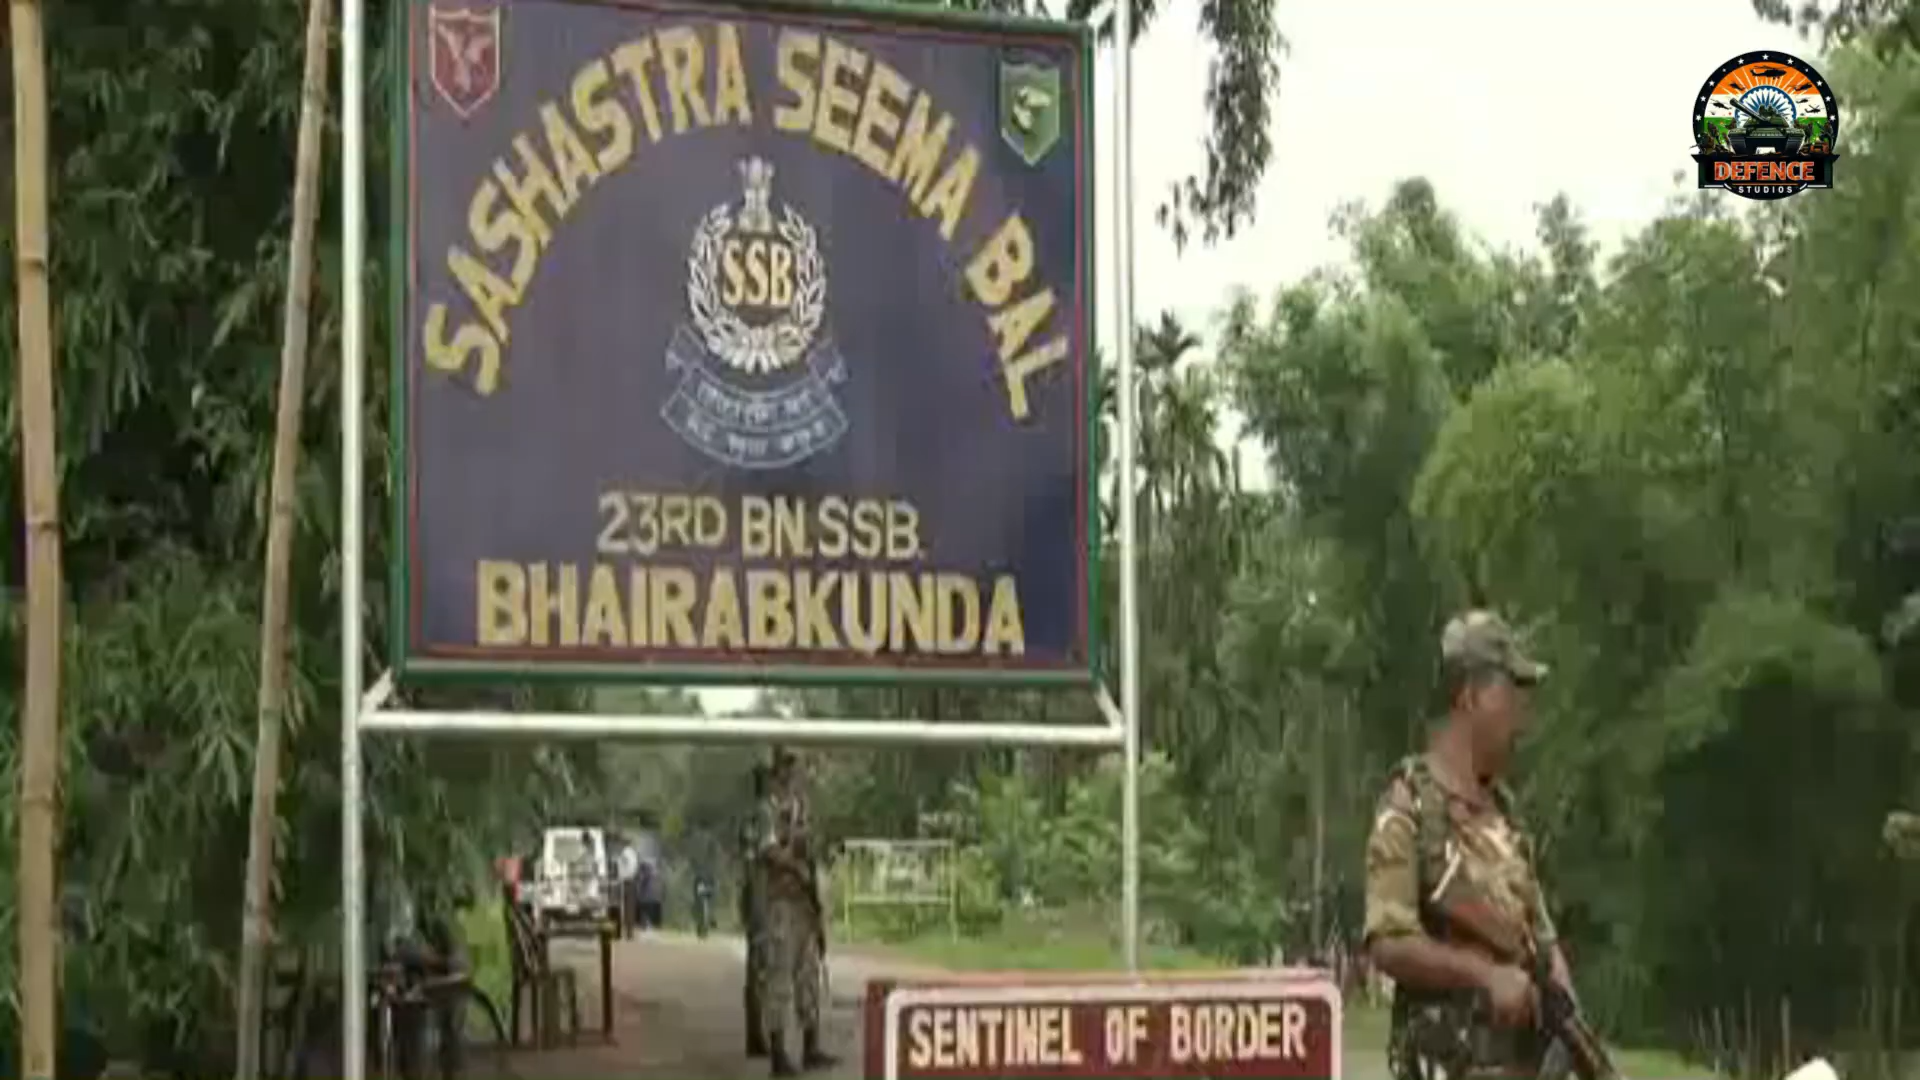 SASHASTRA SEEMA BAL
SSB
23RD BN.SSB.
BHAIRABKUNDA
SENTINEL OF BORDER
DEFENCE
STUDIOS